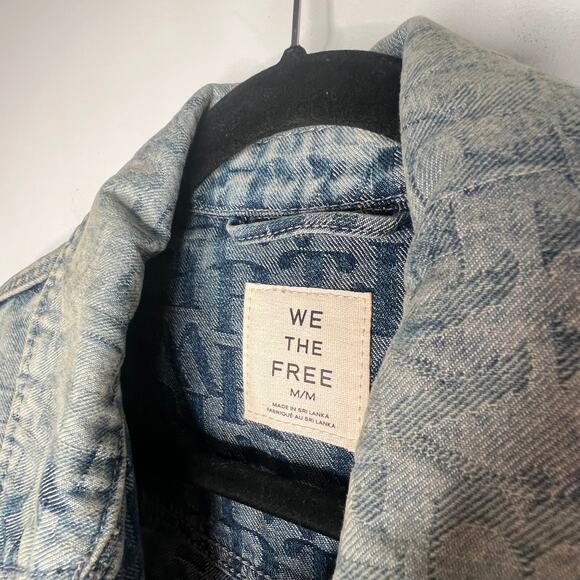 WE
THE
FREE
M/M
MADE IN SRI LANKA
FABRIQUÉ AU SRI LANKA